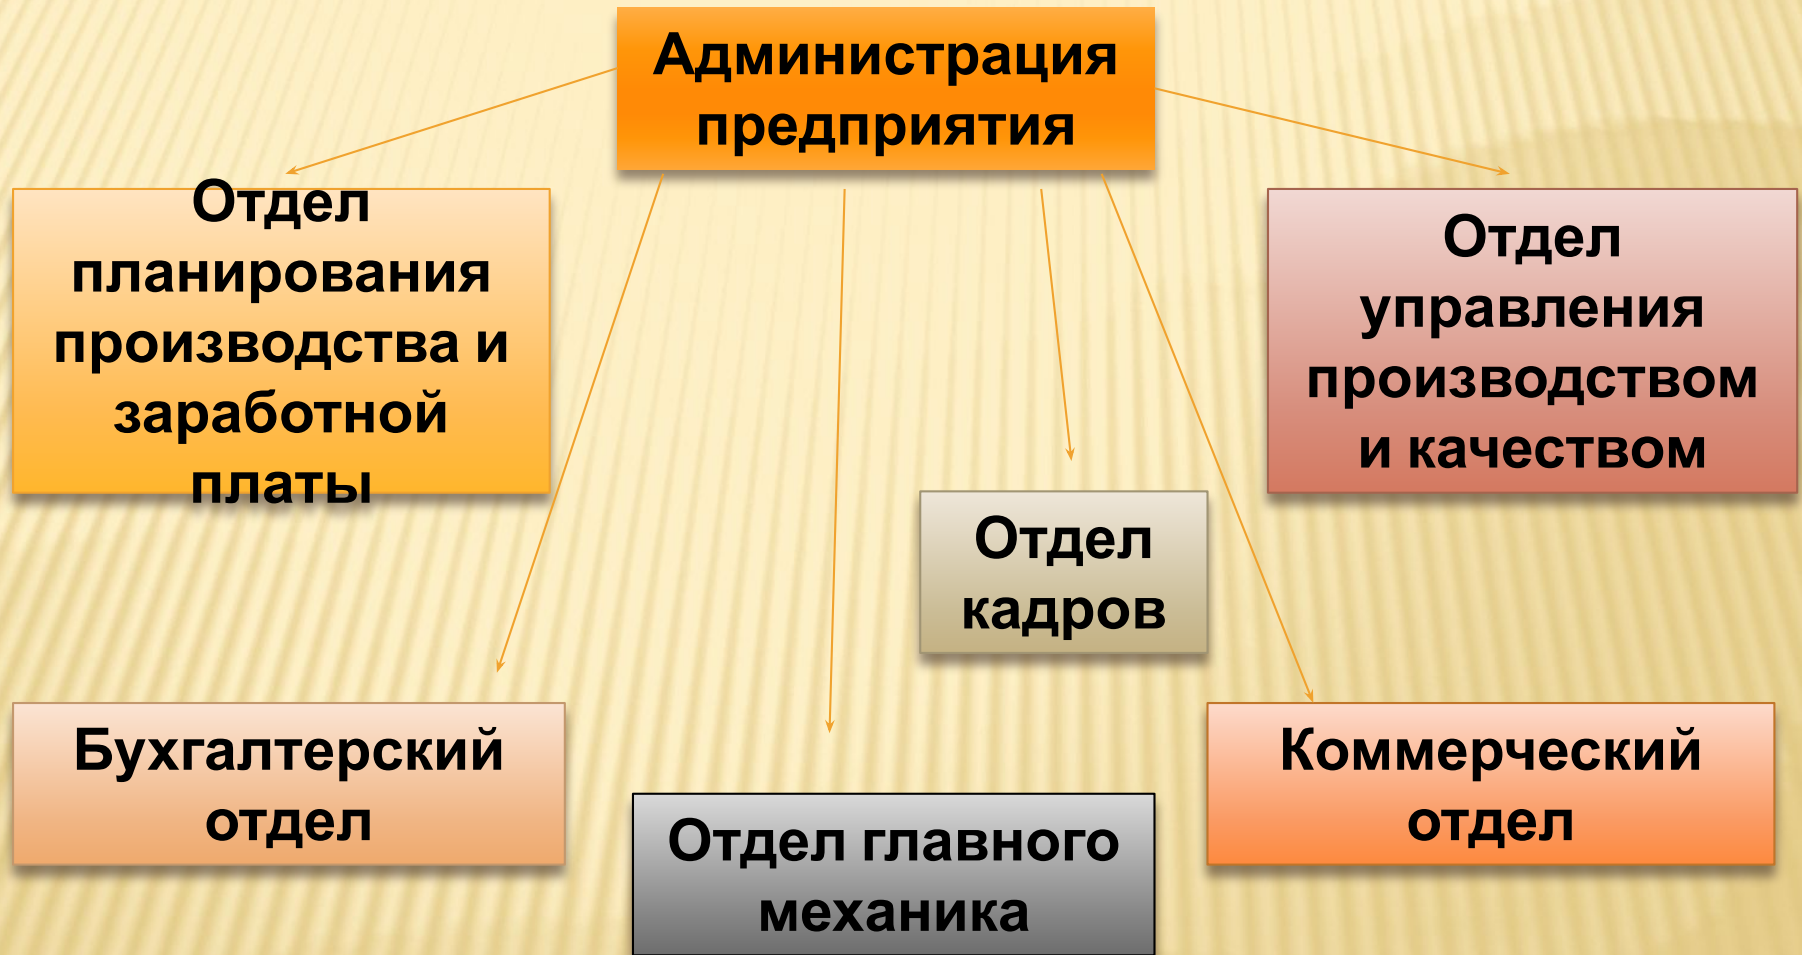 Администрация
предприятия
Отдел
планирования
производства и
заработной
платы
Отдел
управления
производством
и качеством
Отдел
кадров
Бухгалтерский
отдел
Отдел главного
механика
Коммерческий
отдел